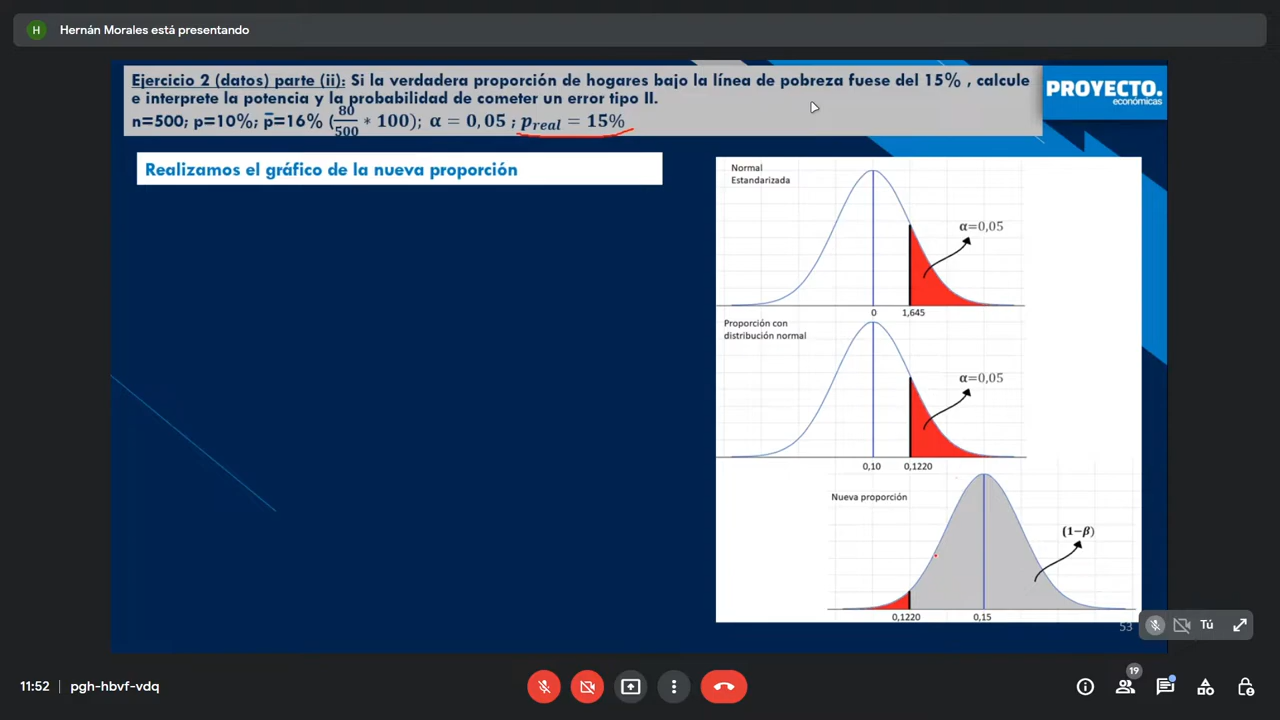 H Hernán Morales está presentando
Ejercicio 2 (datos) parte (ii): Si la verdadera proporción de hogares bajo la línea de pobreza fuese del 15% , calcule
e interprete la potencia y la probabilidad de cometer un error tipo II.
n=500; p=10%; p̅=16% (80/500 * 100); α = 0,05 ; p_real = 15%
PROYECTO.
económicas
Realizamos el gráfico de la nueva proporción
Normal
Estandarizada
α=0,05
0 1,645
Proporción con
distribución normal
α=0,05
0,10 0,1220
Nueva proporción
(1−β)
0,1220 0,15
53
Tú
11:52 | pgh-hbvf-vdq
19